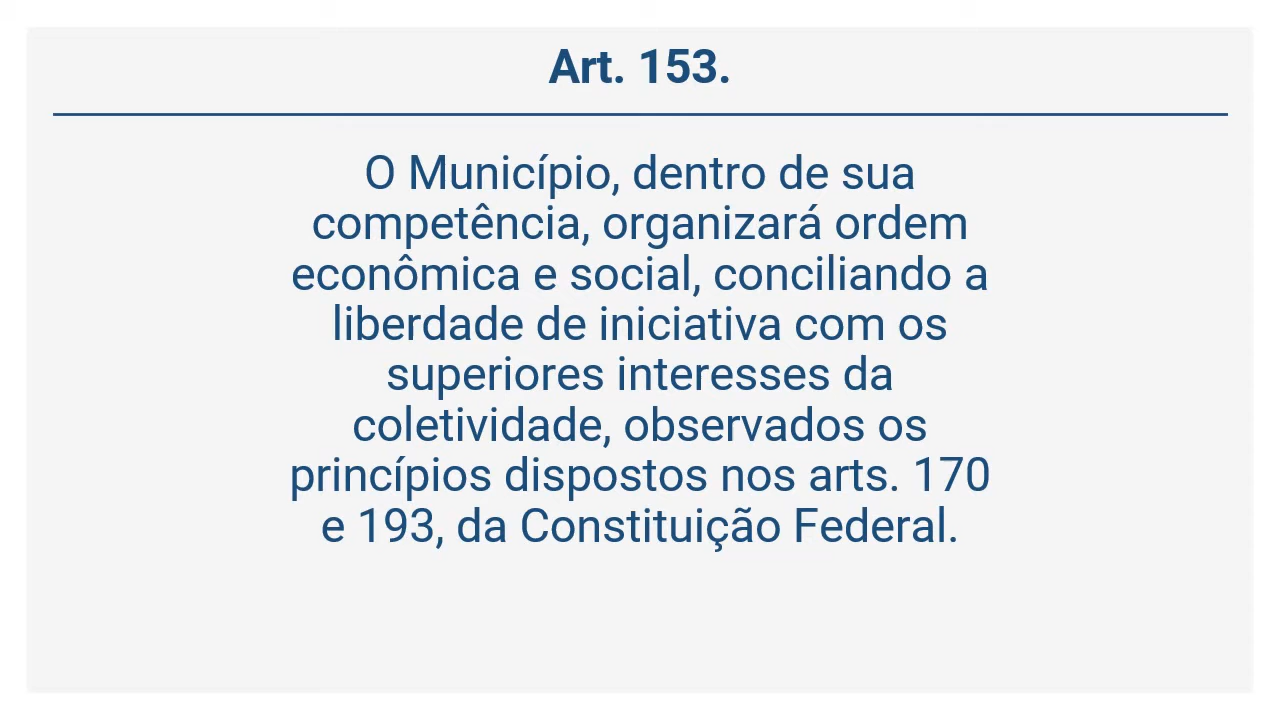 Art. 153.
O Município, dentro de sua
competência, organizará ordem
econômica e social, conciliando a
liberdade de iniciativa com os
superiores interesses da
coletividade, observados os
princípios dispostos nos arts. 170
e 193, da Constituição Federal.